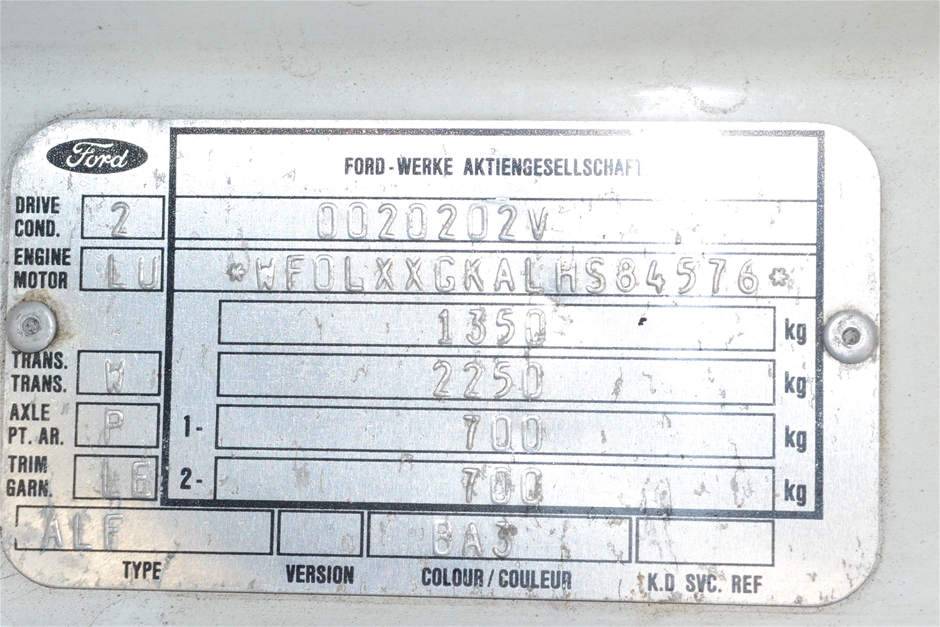 Ford
FORD-WERKE AKTIENGESELLSCHAFT
DRIVE COND. 2 0020202V
ENGINE MOTOR LU *WF0LXXGKALHS84576*
1350 kg
TRANS. TRANS. W 2250 kg
AXLE PT. AR. P 1- 700 kg
TRIM GARN. L6 2- 700 kg
ALF BA3
TYPE VERSION COLOUR/COULEUR K.D SVC. REF